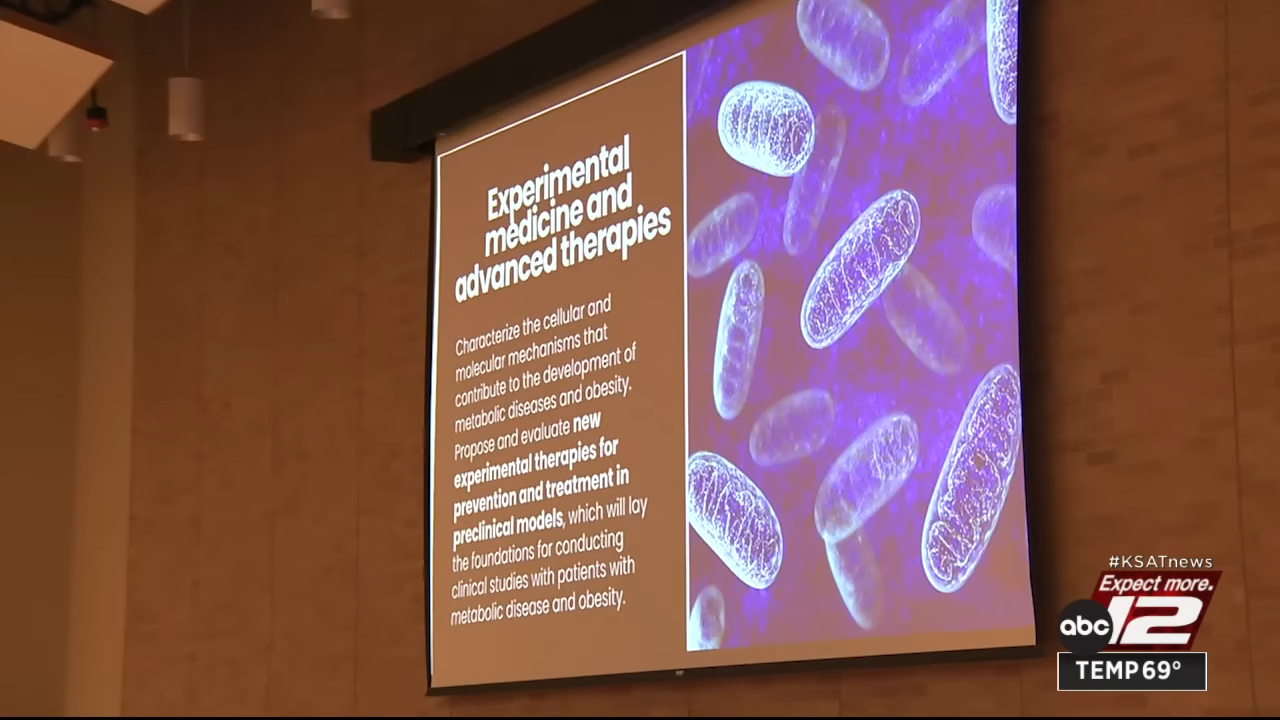 Experimental
medicine and
advanced therapies
Characterize the cellular and
molecular mechanisms that
contribute to the development of
metabolic diseases and obesity.
Propose and evaluate new
experimental therapies for
prevention and treatment in
preclinical models, which will lay
the foundations for conducting
clinical studies with patients with
metabolic disease and obesity.
#KSATnews
Expect more.
abc 12
TEMP 69°